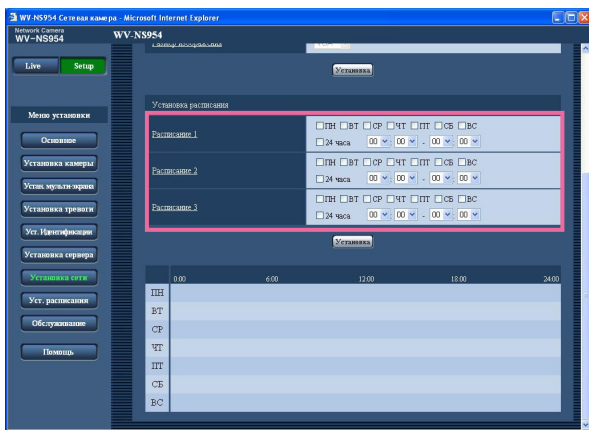 WV-NS954 Сетевая камера - Microsoft Internet Explorer
Network Camera
WV-NS954
WV-NS954
Live
Setup
Размер изображения
Установка
Меню установки
Основное
Установка камеры
Устан. мульти-экрана
Установка тревоги
Уст. Идентификации
Установка сервера
Установка сети
Уст. расписания
Обслуживание
Помощь
Установка расписания
Расписание 1
ПН ВТ СР ЧТ ПТ СБ ВС
24 часа 00 : 00 - 00 : 00
Расписание 2
ПН ВТ СР ЧТ ПТ СБ ВС
24 часа 00 : 00 - 00 : 00
Расписание 3
ПН ВТ СР ЧТ ПТ СБ ВС
24 часа 00 : 00 - 00 : 00
Установка
0:00 6:00 12:00 18:00 24:00
ПН
ВТ
СР
ЧТ
ПТ
СБ
ВС